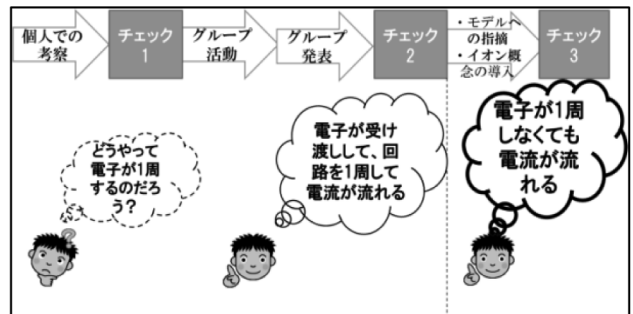 個人での
考察
チェック
1
グループ
活動
グループ
発表
チェック
2
・モデルへ
の指摘
・イオン概
念の導入
チェック
3
どうやって
電子が1周
するのだろ
う？
電子が受け
渡しして、回
路を1周して
電流が流れる
電子が1周
しなくても
電流が流
れる